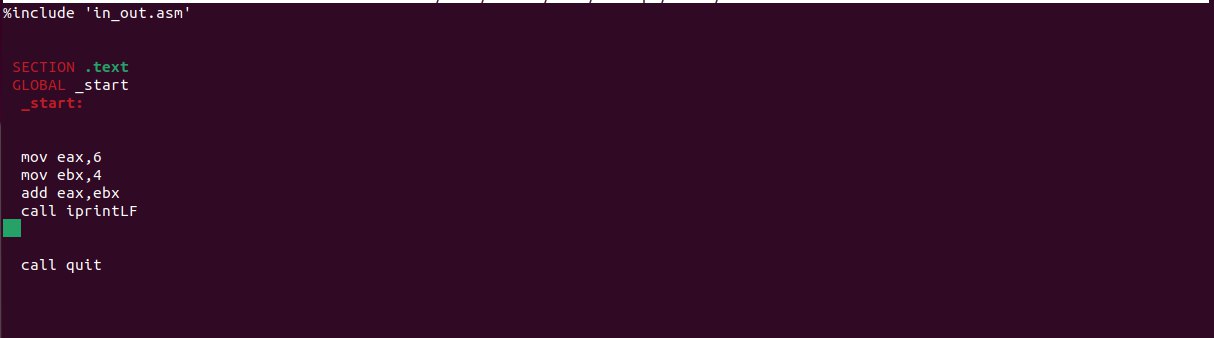 %include 'in_out.asm'
SECTION .text
GLOBAL _start
_start:
mov eax,6
mov ebx,4
add eax,ebx
call iprintLF
call quit